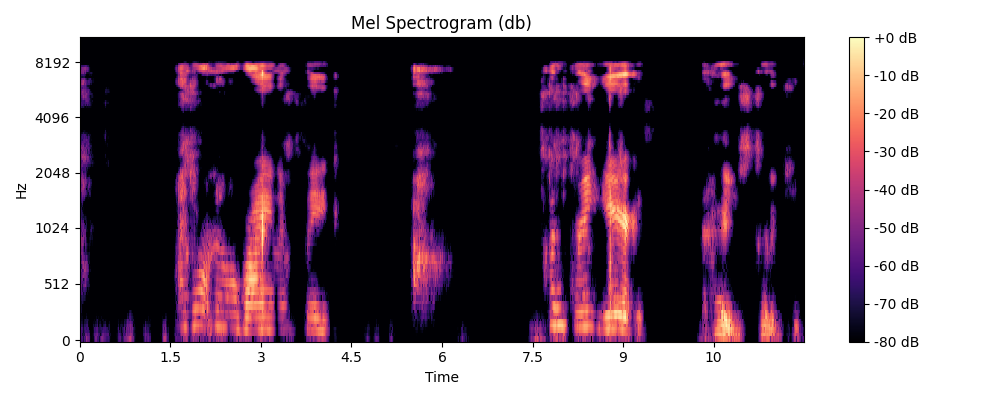 Mel Spectrogram (db)
Hz
8192
4096
2048
1024
512
0
0 1.5 3 4.5 6 7.5 9 10
Time
+0 dB
-10 dB
-20 dB
-30 dB
-40 dB
-50 dB
-60 dB
-70 dB
-80 dB